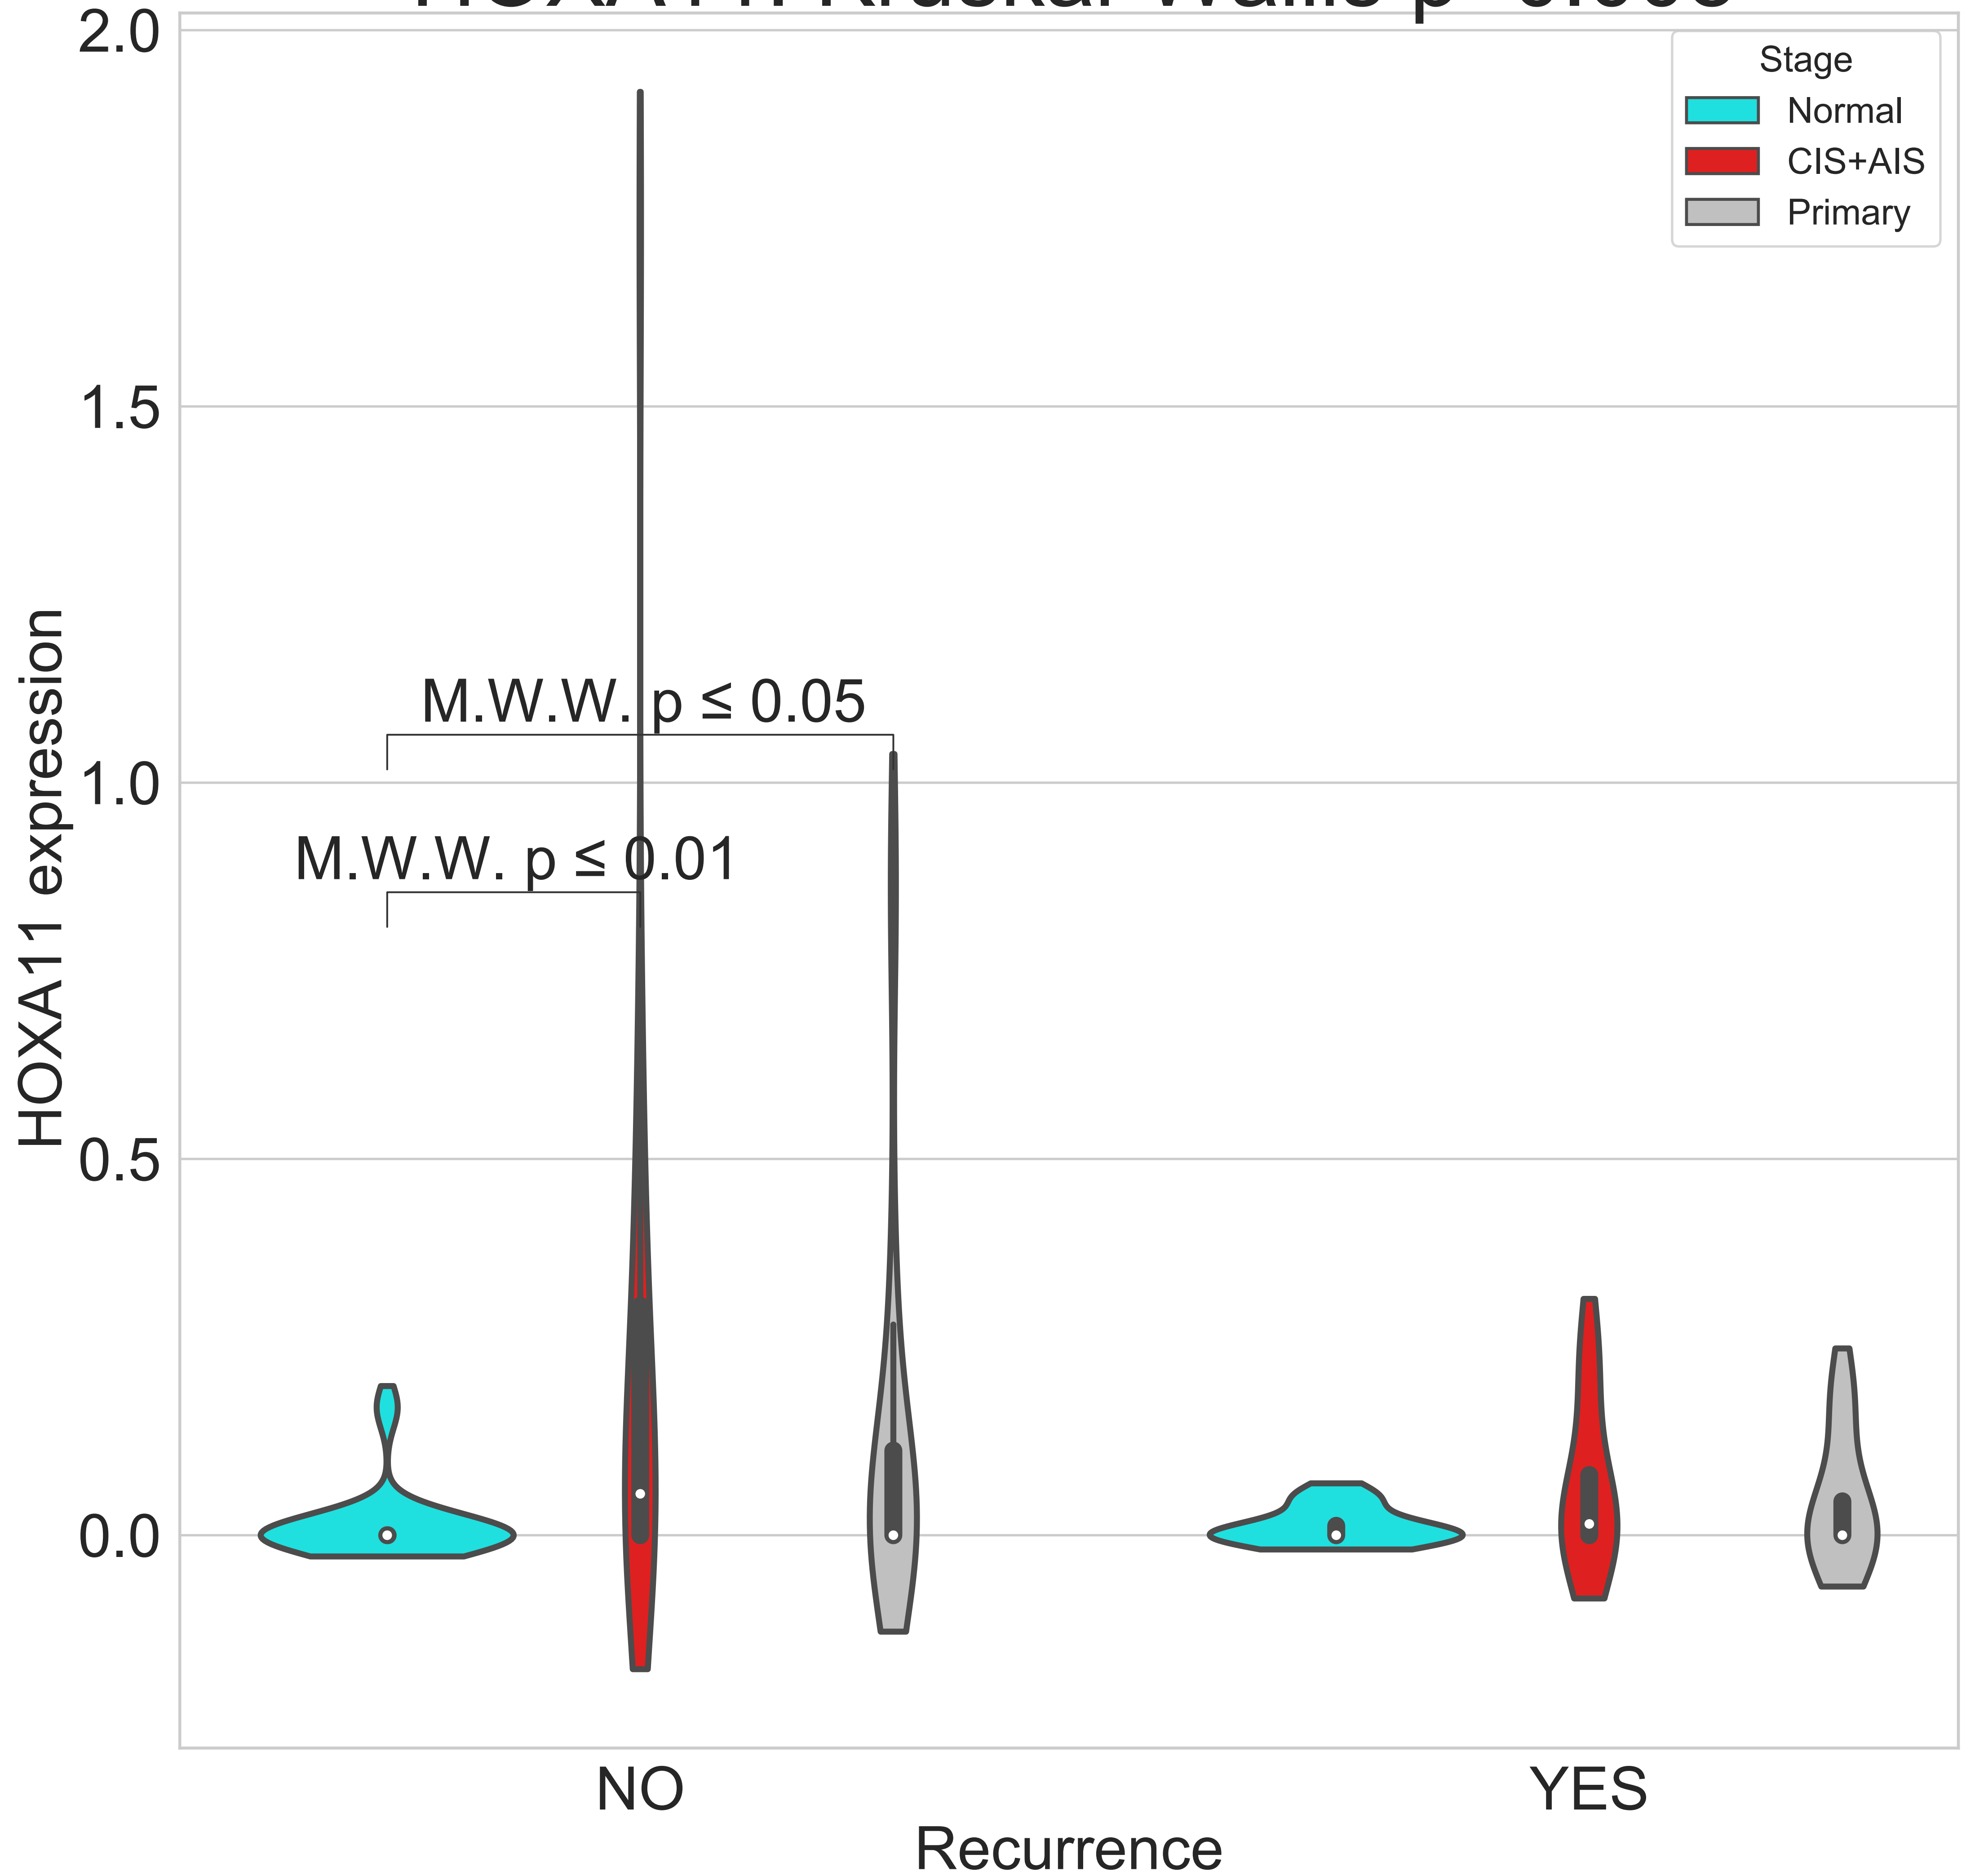 2.0
1.5
1.0
0.5
0.0
HOXA11 expression
Stage
Normal
CIS+AIS
Primary
M.W.W. p ≤ 0.05
M.W.W. p ≤ 0.01
NO
YES
Recurrence